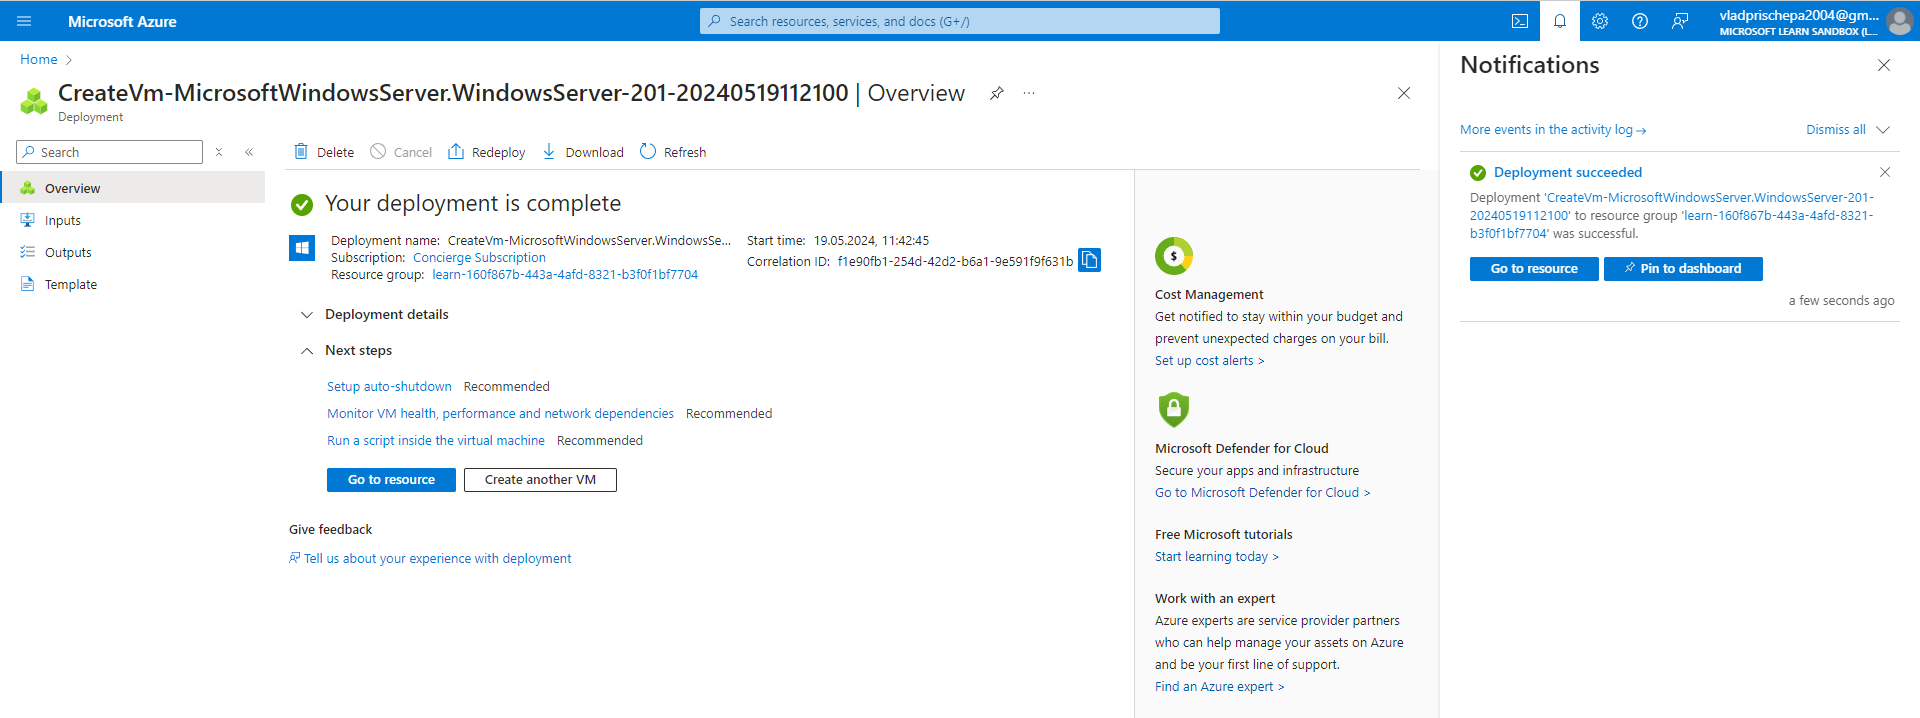 Microsoft Azure
Search resources, services, and docs (G+/)
vladprischepa2004@gm...
MICROSOFT LEARN SANDBOX (L...
Home
CreateVm-MicrosoftWindowsServer.WindowsServer-201-20240519112100 | Overview
Deployment
Search
Overview
Inputs
Outputs
Template
Delete
Cancel
Redeploy
Download
Refresh
Your deployment is complete
Deployment name: CreateVm-MicrosoftWindowsServer.WindowsSe...
Subscription: Concierge Subscription
Resource group: learn-160f867b-443a-4afd-8321-b3f0f1bf7704
Start time: 19.05.2024, 11:42:45
Correlation ID: f1e90fb1-254d-42d2-b6a1-9e591f9f631b
Deployment details
Next steps
Setup auto-shutdown Recommended
Monitor VM health, performance and network dependencies Recommended
Run a script inside the virtual machine Recommended
Go to resource
Create another VM
Give feedback
Tell us about your experience with deployment
$
Cost Management
Get notified to stay within your budget and
prevent unexpected charges on your bill.
Set up cost alerts >
Microsoft Defender for Cloud
Secure your apps and infrastructure
Go to Microsoft Defender for Cloud >
Free Microsoft tutorials
Start learning today >
Work with an expert
Azure experts are service provider partners
who can help manage your assets on Azure
and be your first line of support.
Find an Azure expert >
Notifications
More events in the activity log →
Dismiss all
Deployment succeeded
Deployment 'CreateVm-MicrosoftWindowsServer.WindowsServer-201-
20240519112100' to resource group 'learn-160f867b-443a-4afd-8321-
b3f0f1bf7704' was successful.
Go to resource
Pin to dashboard
a few seconds ago